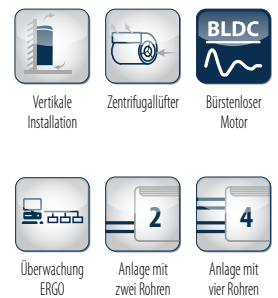 BLDC
Vertikale
Installation
Zentrifugallüfter
Bürstenloser
Motor
2
4
Überwachung
ERGO
Anlage mit
zwei Rohren
Anlage mit
vier Rohren